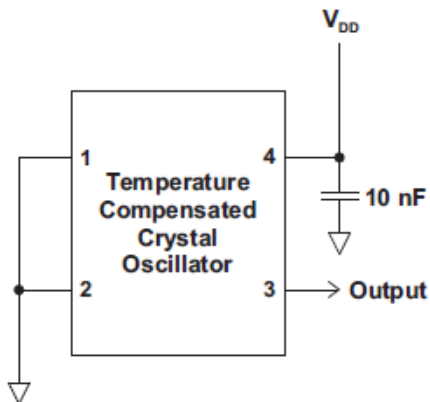 V_DD
1
4
Temperature
Compensated
Crystal
Oscillator
10 nF
2
3
Output